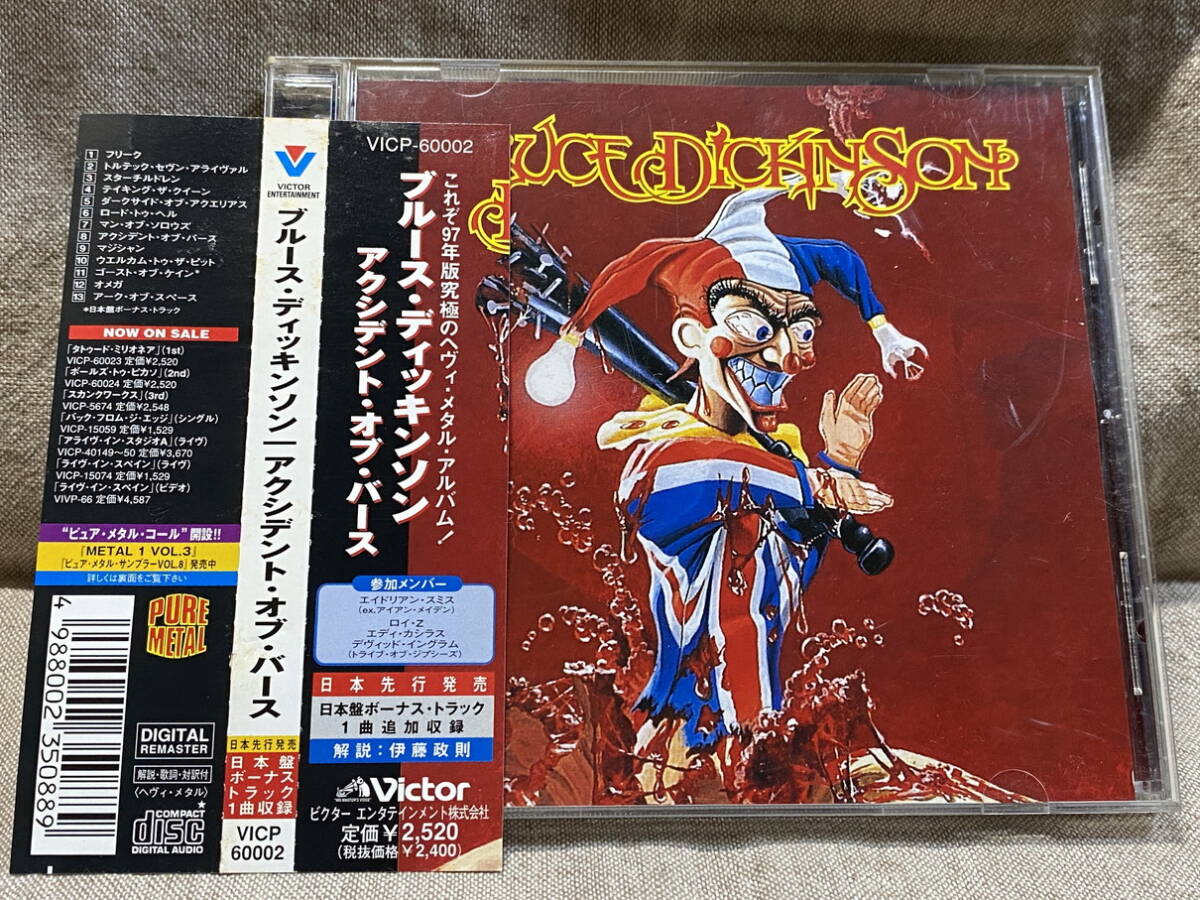 1 フリーク
2 トルテック・セヴン・アライヴァル
3 スターチルドレン
4 テイキング・ザ・クイーン
5 ダークサイド・オブ・アクエリアス
6 ロード・トゥ・ヘル
7 マン・オブ・ソロウズ
8 アクシデント・オブ・バース
9 マジシャン
10 ウエルカム・トゥ・ザ・ピット
11 ゴースト・オブ・ケイン*
12 オメガ
13 アーク・オブ・スペース
*日本盤ボーナス・トラック
NOW ON SALE
「タトゥード・ミリオネア」(1st)
VICP-60023 定価¥2,520
「ボールズ・トゥ・ピカソ」(2nd)
VICP-60024 定価¥2,520
「スカンクワークス」(3rd)
VICP-5674 定価¥2,548
「バック・フロム・ジ・エッジ」(シングル)
VICP-15059 定価¥1,529
「アライヴ・イン・スタジオA」(ライヴ)
VICP-40149〜50 定価¥3,670
「ライヴ・イン・スペイン」(ライヴ)
VICP-15074 定価¥1,529
「ライヴ・イン・スペイン」(ビデオ)
VIVP-66 定価¥4,587
“ピュア・メタル・コール”開設!!
『METAL 1 VOL.3』
『ピュア・メタル・サンプラーVOL.8』発売中
詳しくは裏面をご覧下さい
PURE
METAL
4 988002 350889
DIGITAL
REMASTER
解説・歌詞・対訳付
〈ヘヴィ・メタル〉
COMPACT
disc
DIGITAL AUDIO
VICTOR
ENTERTAINMENT
ブルース・ディッキンソン|アクシデント・オブ・バース
日本先行発売
日本盤
ボーナス
トラック
1曲収録
VICP
60002
VICP-60002
これぞ97年版究極のヘヴィ・メタル・アルバム!
ブルース・ディッキンソン
アクシデント・オブ・バース
参加メンバー
エイドリアン・スミス
(ex.アイアン・メイデン)
ロイ・Z
エディ・カシラス
デヴィッド・イングラム
(トライブ・オブ・ジプシーズ)
日本先行発売
日本盤ボーナス・トラック
1曲追加収録
解説:伊藤政則
"HIS MASTER'S VOICE"
Victor
ビクター エンタテインメント株式会社
定価¥2,520
(税抜価格¥2,400)
UCE DICKINSON